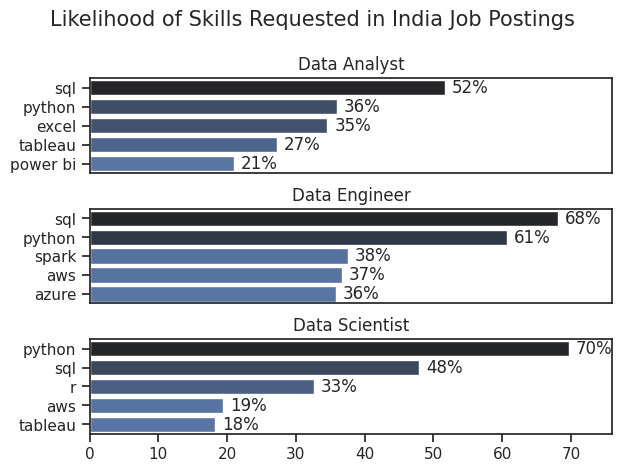 Likelihood of Skills Requested in India Job Postings
Data Analyst
sql 52%
python 36%
excel 35%
tableau 27%
power bi 21%
Data Engineer
sql 68%
python 61%
spark 38%
aws 37%
azure 36%
Data Scientist
python 70%
sql 48%
r 33%
aws 19%
tableau 18%
0 10 20 30 40 50 60 70